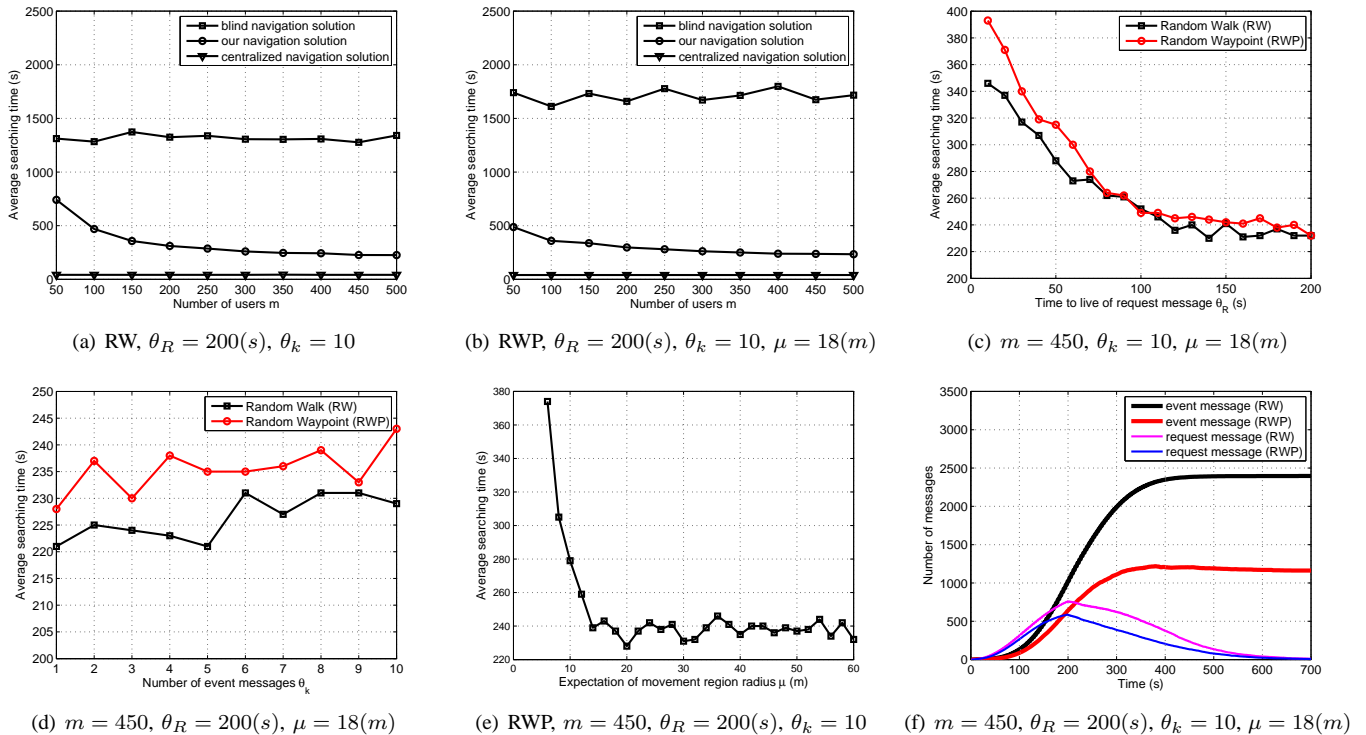 2500
2000
1500
1000
500
0
Average searching time (s)
blind navigation solution
our navigation solution
centralized navigation solution
50 100 150 200 250 300 350 400 450 500
Number of users m
(a) RW, θ_R = 200(s), θ_k = 10
2500
2000
1500
1000
500
0
Average searching time (s)
blind navigation solution
our navigation solution
centralized navigation solution
50 100 150 200 250 300 350 400 450 500
Number of users m
(b) RWP, θ_R = 200(s), θ_k = 10, μ = 18(m)
400
380
360
340
320
300
280
260
240
220
200
Average searching time (s)
Random Walk (RW)
Random Waypoint (RWP)
0 50 100 150 200
Time to live of request message θ_R (s)
(c) m = 450, θ_k = 10, μ = 18(m)
250
245
240
235
230
225
220
215
210
205
200
Average searching time (s)
Random Walk (RW)
Random Waypoint (RWP)
1 2 3 4 5 6 7 8 9 10
Number of event messages θ_k
(d) m = 450, θ_R = 200(s), μ = 18(m)
380
360
340
320
300
280
260
240
220
Average searching time (s)
0 10 20 30 40 50 60
Expectation of movement region radius μ (m)
(e) RWP, m = 450, θ_R = 200(s), θ_k = 10
3500
3000
2500
2000
1500
1000
500
0
Number of messages
event message (RW)
event message (RWP)
request message (RW)
request message (RWP)
0 100 200 300 400 500 600 700
Time (s)
(f) m = 450, θ_R = 200(s), θ_k = 10, μ = 18(m)